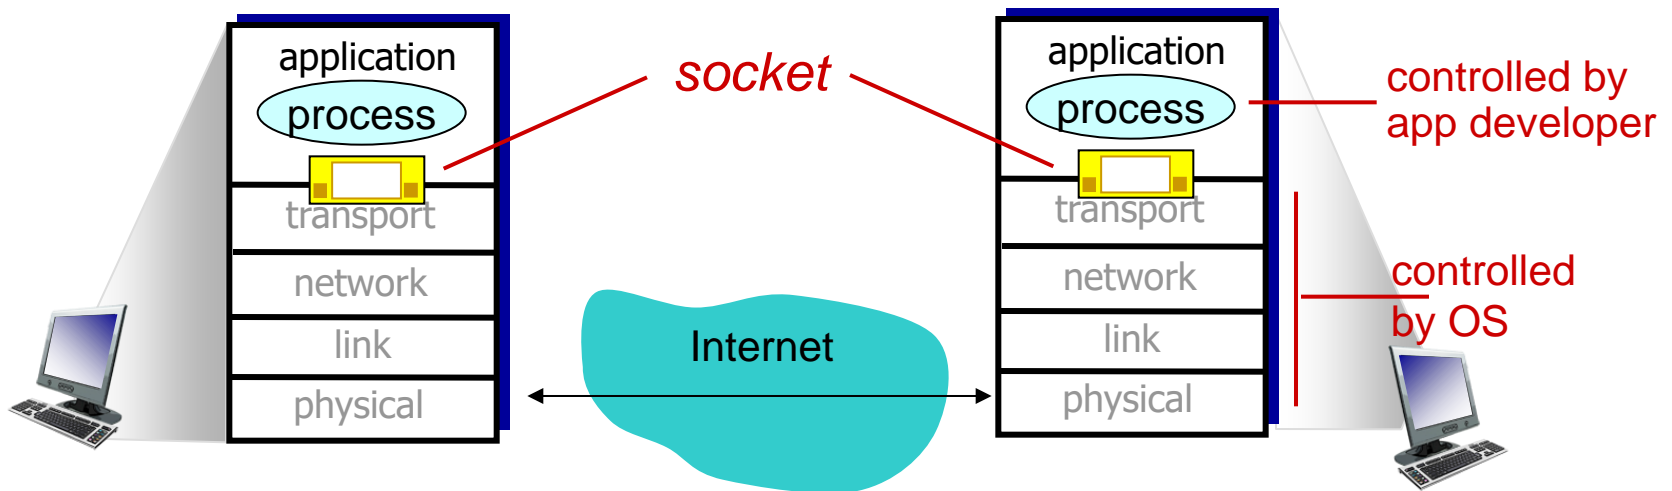 application
process
transport
network
link
physical
socket
Internet
application
process
transport
network
link
physical
controlled by
app developer
controlled
by OS